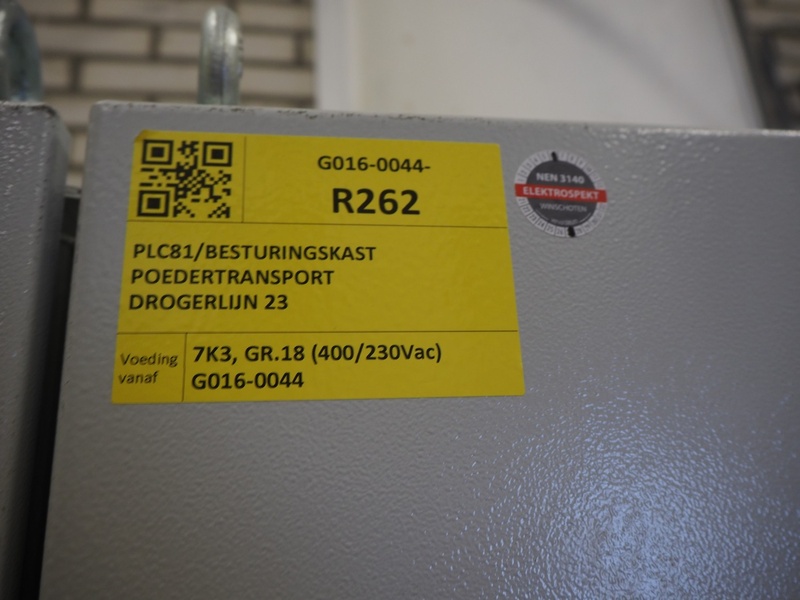 G016-0044-
R262
PLC81/BESTURINGSKAST
POEDERTRANSPORT
DROGERLIJN 23
Voeding
vanaf
7K3, GR.18 (400/230Vac)
G016-0044
NEN 3140
ELEKTROSPEKT
WINSCHOTEN